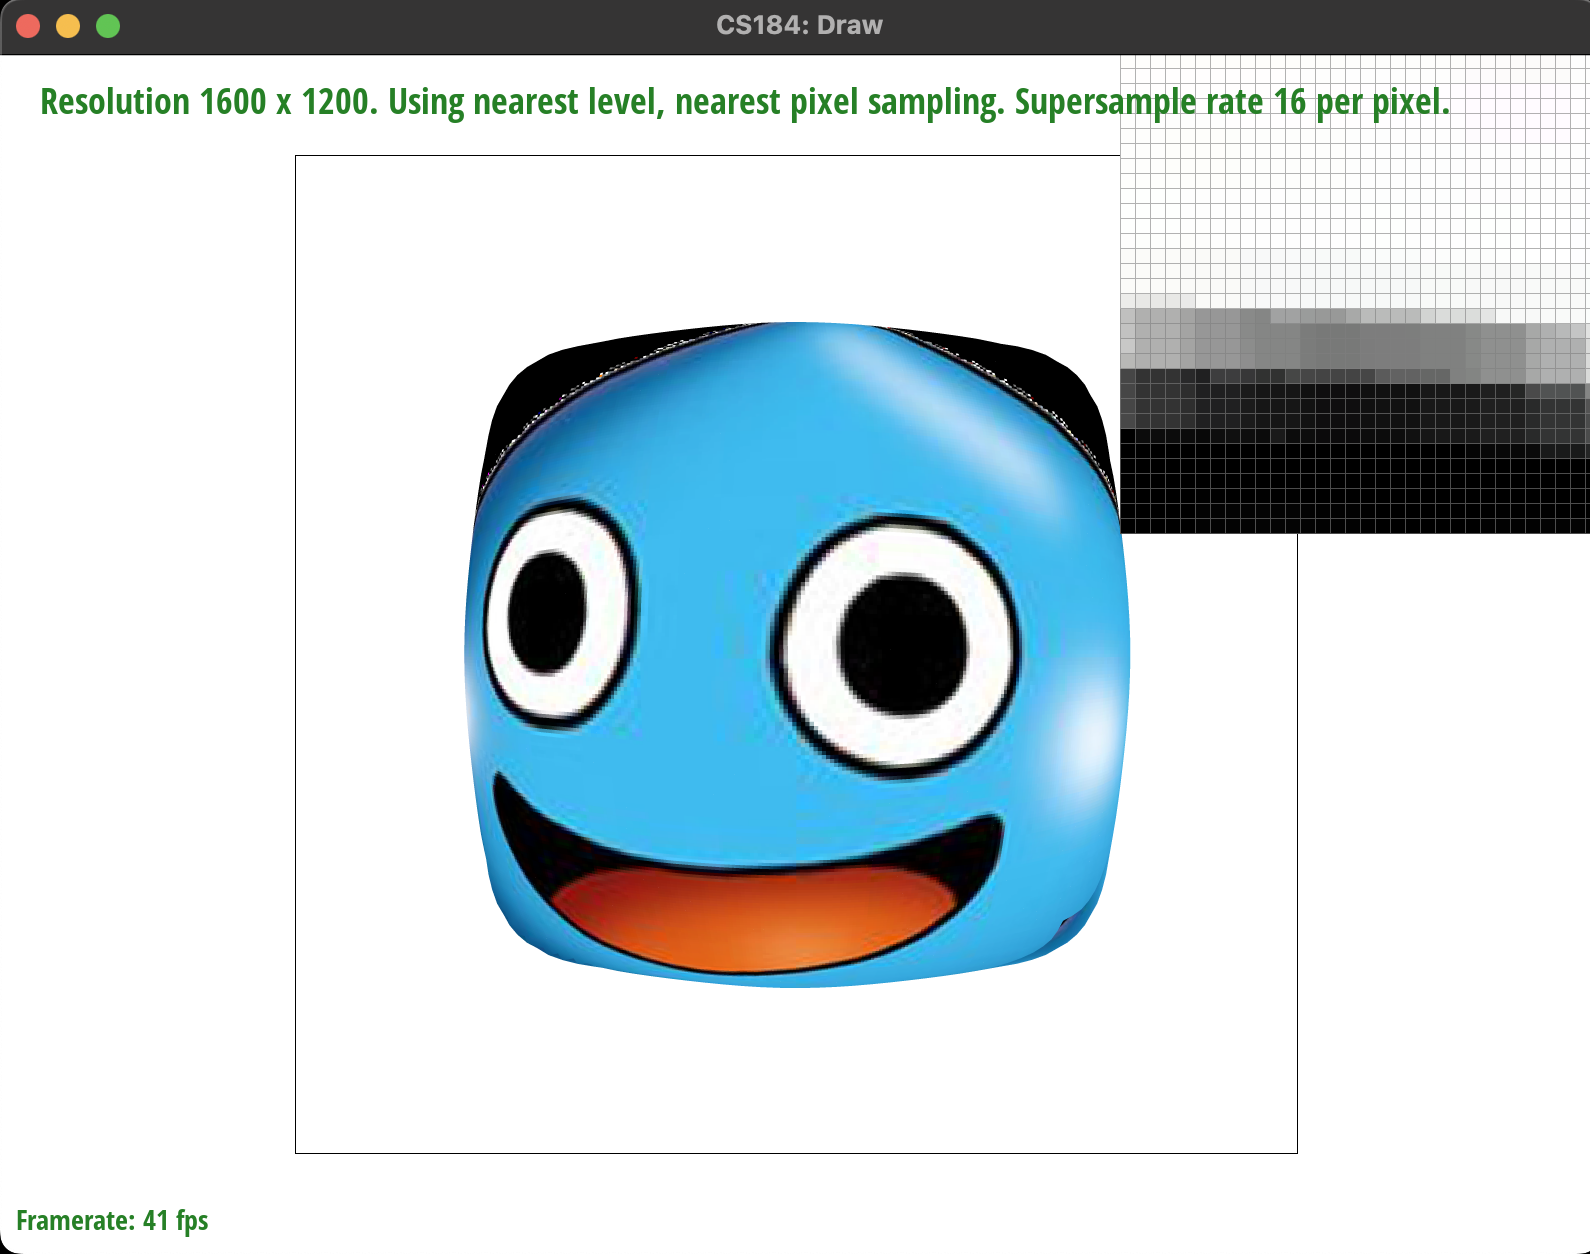 CS184: Draw
Resolution 1600 x 1200. Using nearest level, nearest pixel sampling. Supersample rate 16 per pixel.
Framerate: 41 fps